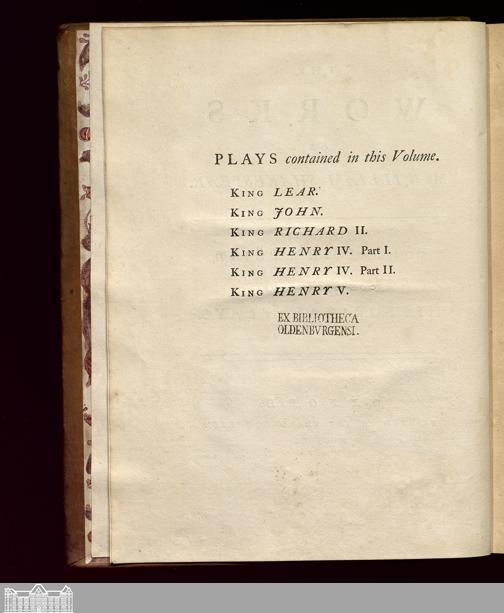 PLAYS contained in this Volume.
KING LEAR.
KING JOHN.
KING RICHARD II.
KING HENRY IV. Part I.
KING HENRY IV. Part II.
KING HENRY V.
EX BIBLIOTHECA
OLDENBVRGENSI.